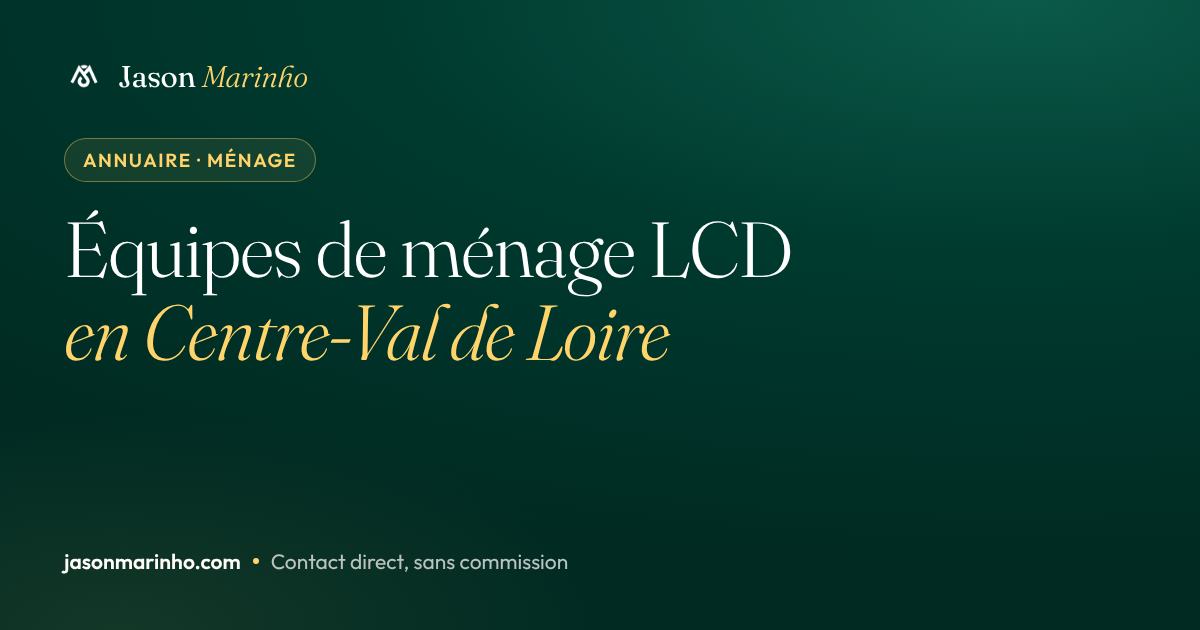 Jason Marinho
ANNUAIRE · MÉNAGE
Équipes de ménage LCD
en Centre-Val de Loire
jasonmarinho.com • Contact direct, sans commission